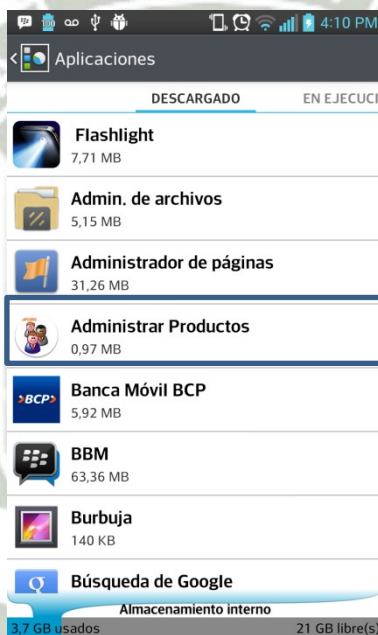 100
4:10 PM
Aplicaciones
DESCARGADO EN EJECUCI
Flashlight
7,71 MB
Admin. de archivos
5,15 MB
Administrador de páginas
31,26 MB
Administrar Productos
0,97 MB
>BCP>
Banca Móvil BCP
5,92 MB
BBM
63,36 MB
Burbuja
140 KB
g
Búsqueda de Google
Almacenamiento interno
3,7 GB usados 21 GB libre(s)